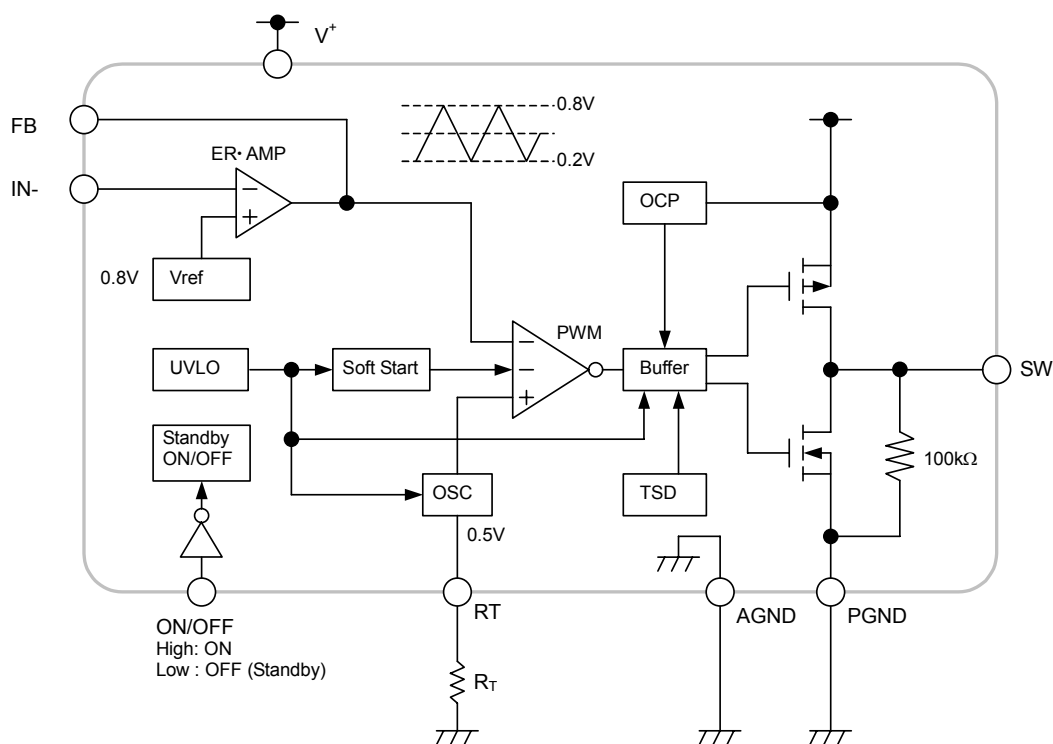 V+
FB
ER・AMP
0.8V
0.2V
IN-
OCP
0.8V
Vref
PWM
UVLO
Soft Start
Buffer
SW
Standby
ON/OFF
100kΩ
OSC
TSD
0.5V
RT
AGND
PGND
ON/OFF
High: ON
Low : OFF (Standby)
RT